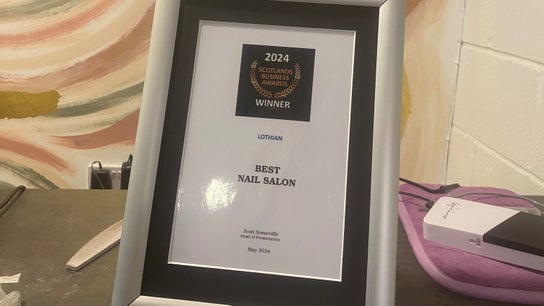 2024
SCOTLANDS
BUSINESS
AWARDS
WINNER
LOTHIAN
BEST
NAIL SALON
Scott Somerville
Head of Presentation
May 2024